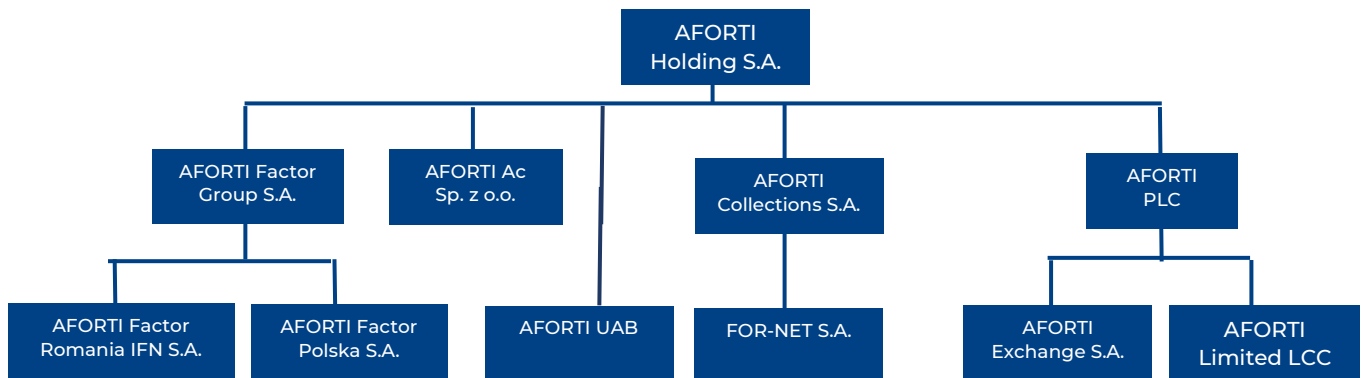 AFORTI
Holding S.A.
AFORTI Factor
Group S.A.
AFORTI Ac
Sp. z o.o.
AFORTI
Collections S.A.
AFORTI
PLC
AFORTI Factor
Romania IFN S.A.
AFORTI Factor
Polska S.A.
AFORTI UAB
FOR-NET S.A.
AFORTI
Exchange S.A.
AFORTI
Limited LCC